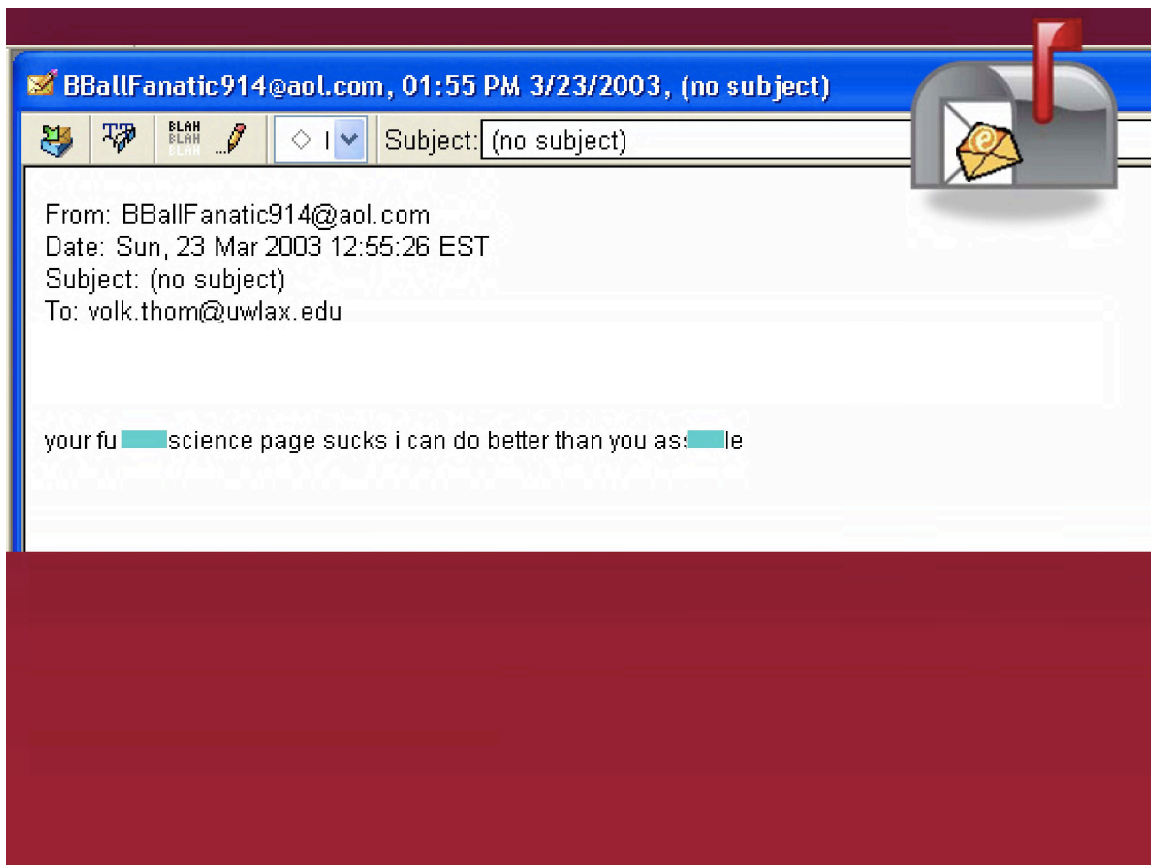 BBallFanatic914@aol.com, 01:55 PM 3/23/2003, (no subject)
BLAH
BLAH
BLAH
Subject: (no subject)
From: BBallFanatic914@aol.com
Date: Sun, 23 Mar 2003 12:55:26 EST
Subject: (no subject)
To: volk.thom@uwlax.edu
your fu science page sucks i can do better than you as le